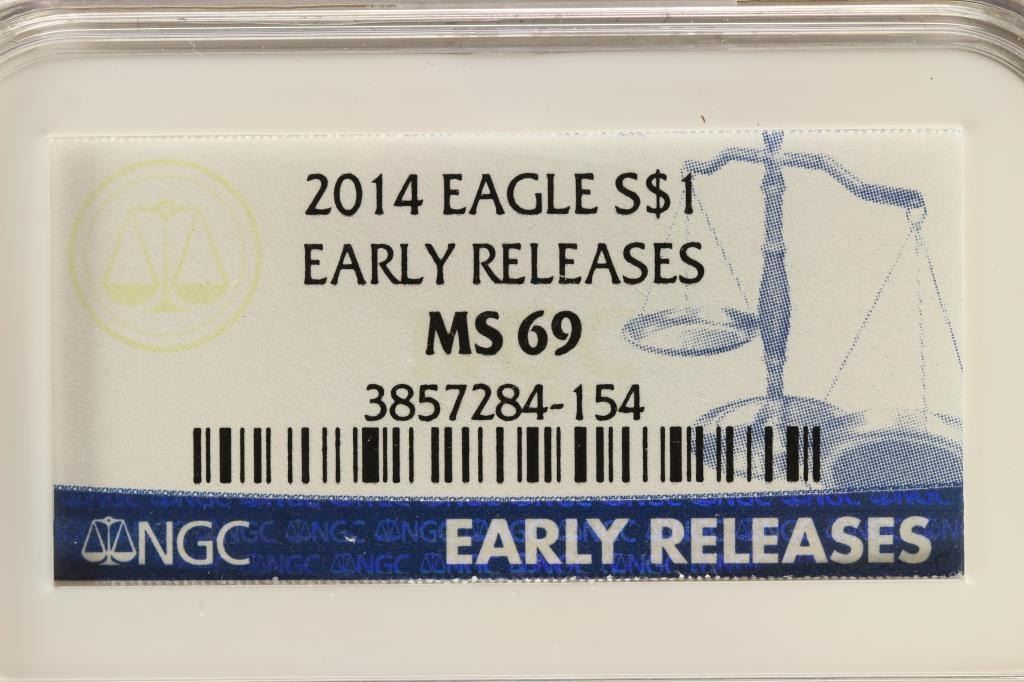 2014 EAGLE S$1
EARLY RELEASES
MS 69
3857284-154
NGC EARLY RELEASES